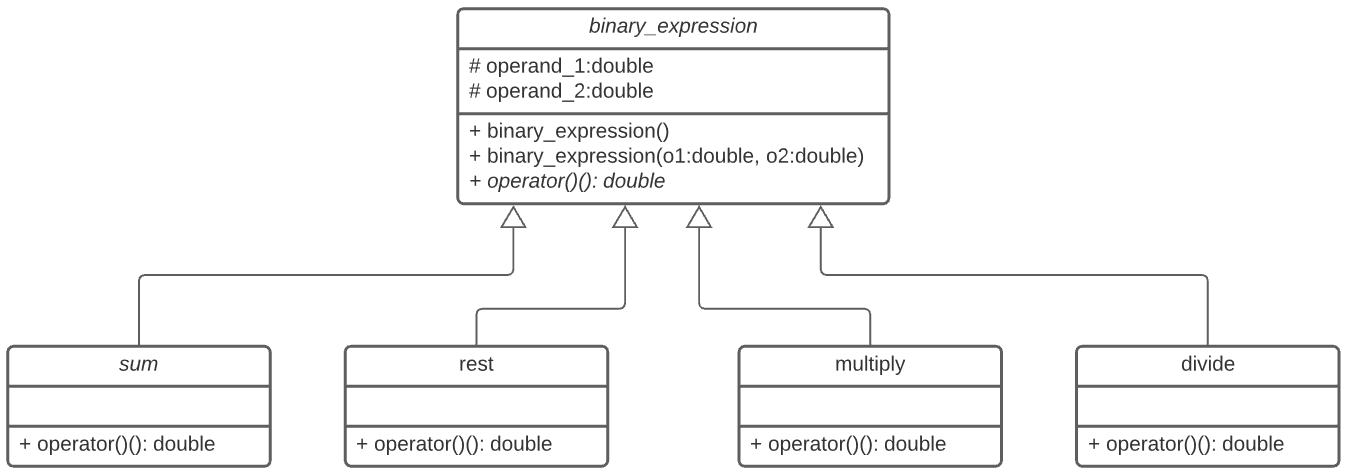 binary_expression
# operand_1:double
# operand_2:double
+ binary_expression()
+ binary_expression(o1:double, o2:double)
+ operator()(): double
sum
+ operator()(): double
rest
+ operator()(): double
multiply
+ operator()(): double
divide
+ operator()(): double